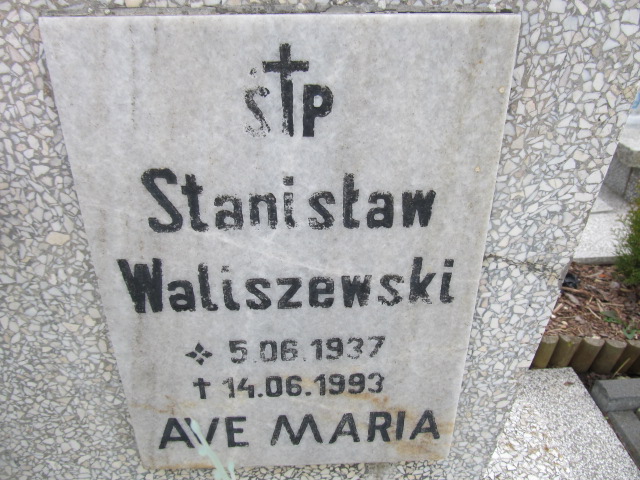 Ś†P
Stanisław
Waliszewski
5.06.1937
† 14.06.1993
AVE MARIA